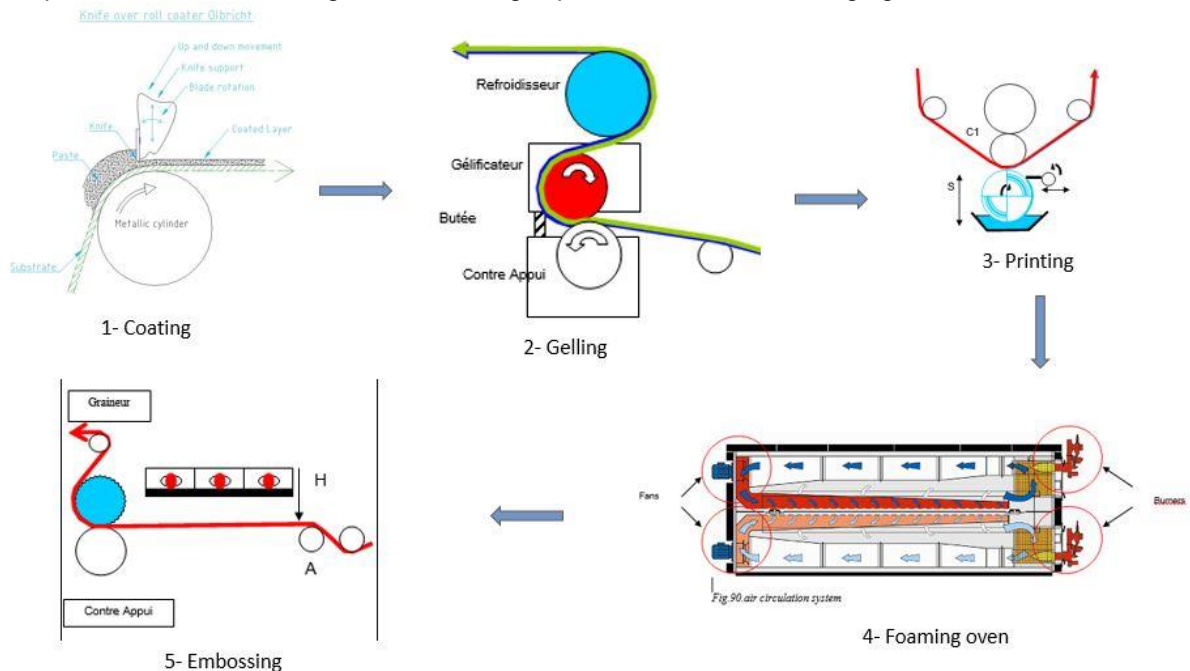 Knife over roll coater Olbricht
Up and down movement
Knife support
Blade rotation
Knife
Coated Layer
Paste
Metallic cylinder
Substrate
1- Coating
Refroidisseur
Gélificateur
Butée
Contre Appui
2- Gelling
C1
S
3- Printing
Graineur
H
A
Contre Appui
5- Embossing
Fans
Burners
Fig.90.air circulation system
4- Foaming oven